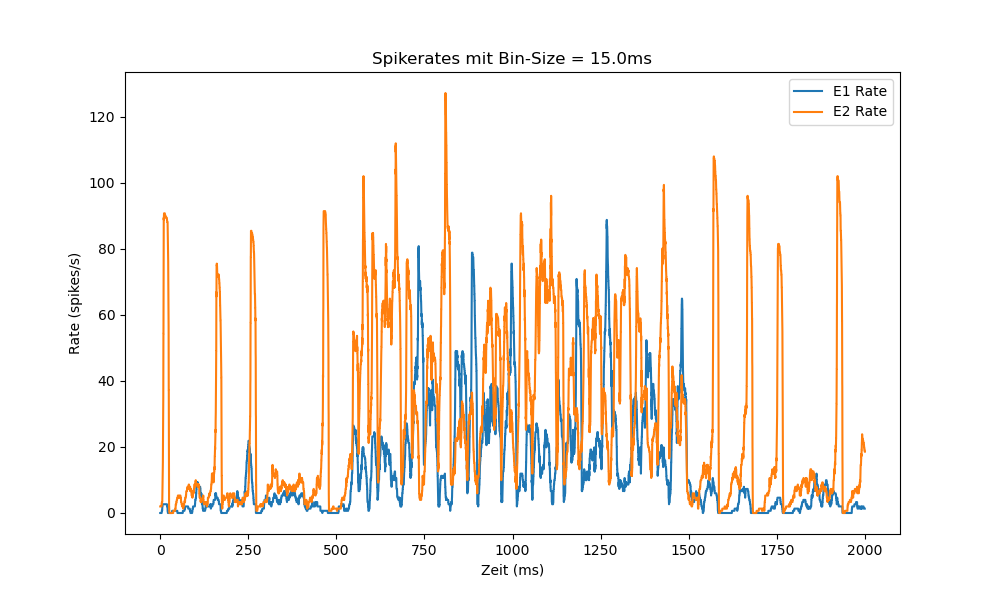 Spikerates mit Bin-Size = 15.0ms
E1 Rate
E2 Rate
Rate (spikes/s)
120
100
80
60
40
20
0
0 250 500 750 1000 1250 1500 1750 2000
Zeit (ms)